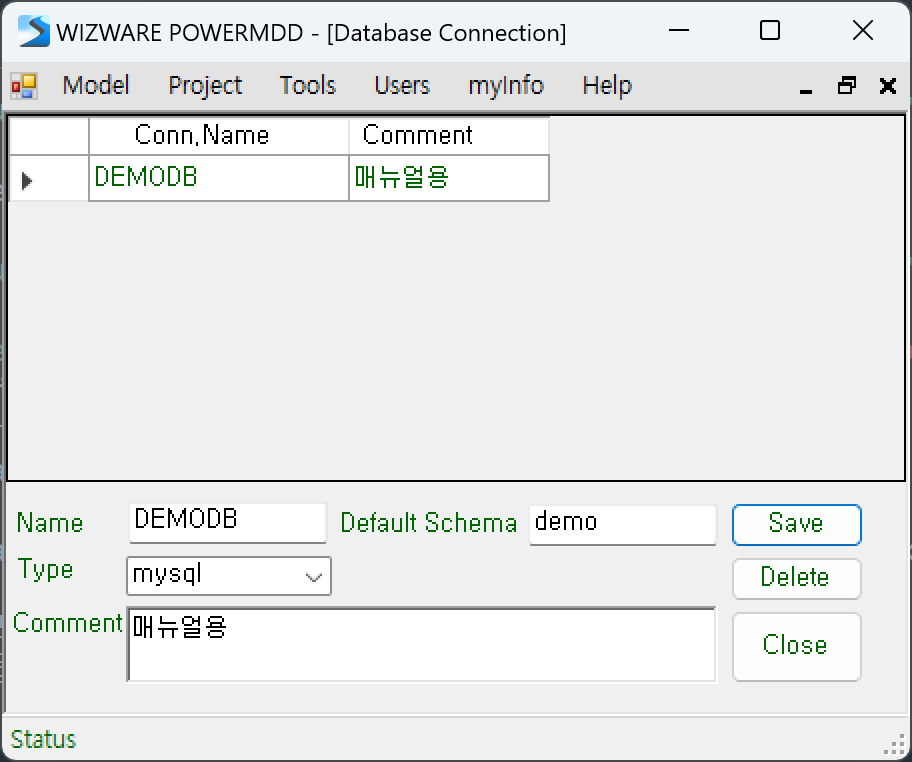 WIZWARE POWERMDD - [Database Connection]
Model Project Tools Users myInfo Help
Conn,Name Comment
DEMODB 매뉴얼용
Name DEMODB Default Schema demo Save
Type mysql Delete
Comment 매뉴얼용 Close
Status